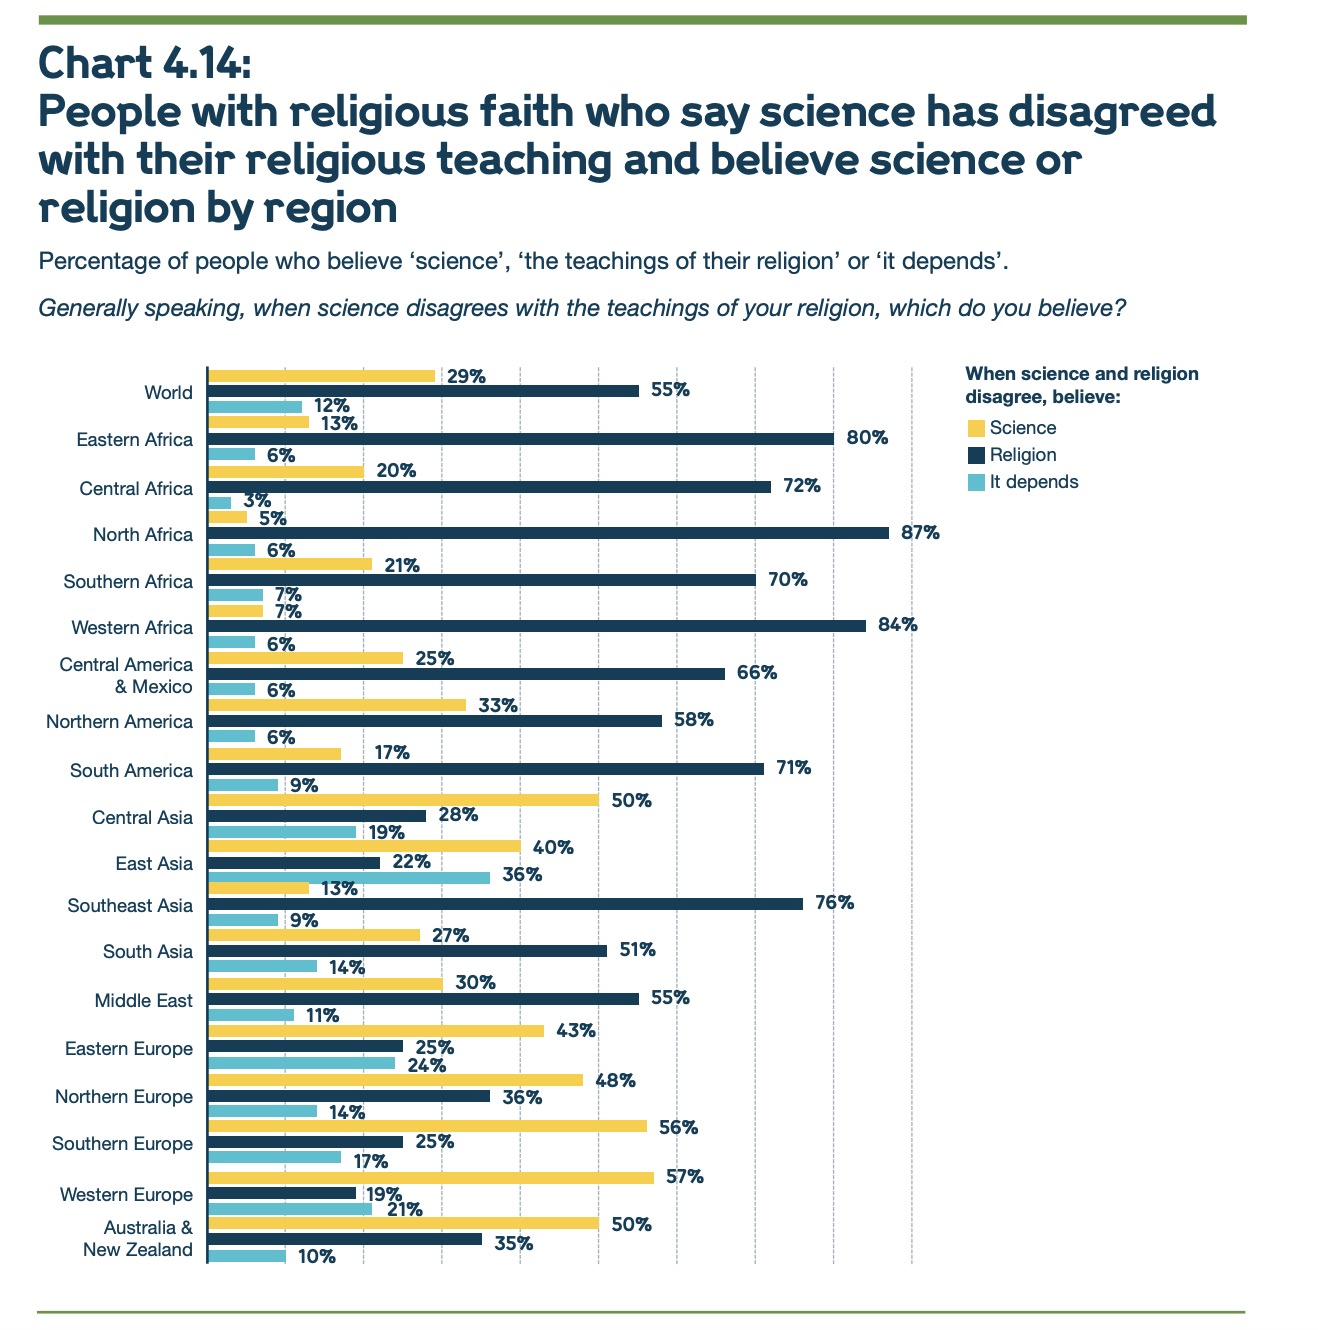 Chart 4.14:
People with religious faith who say science has disagreed
with their religious teaching and believe science or
religion by region
Percentage of people who believe ‘science’, ‘the teachings of their religion’ or ‘it depends’.
Generally speaking, when science disagrees with the teachings of your religion, which do you believe?
When science and religion
disagree, believe:
Science
Religion
It depends
World
29%
55%
12%
Eastern Africa
13%
80%
6%
Central Africa
20%
72%
3%
North Africa
5%
87%
6%
Southern Africa
21%
70%
7%
Western Africa
7%
84%
6%
Central America
& Mexico
25%
66%
6%
Northern America
33%
58%
6%
South America
17%
71%
9%
Central Asia
50%
28%
19%
East Asia
40%
22%
36%
Southeast Asia
13%
76%
9%
South Asia
27%
51%
14%
Middle East
30%
55%
11%
Eastern Europe
43%
25%
24%
Northern Europe
48%
36%
14%
Southern Europe
56%
25%
17%
Western Europe
57%
19%
21%
Australia &
New Zealand
50%
35%
10%